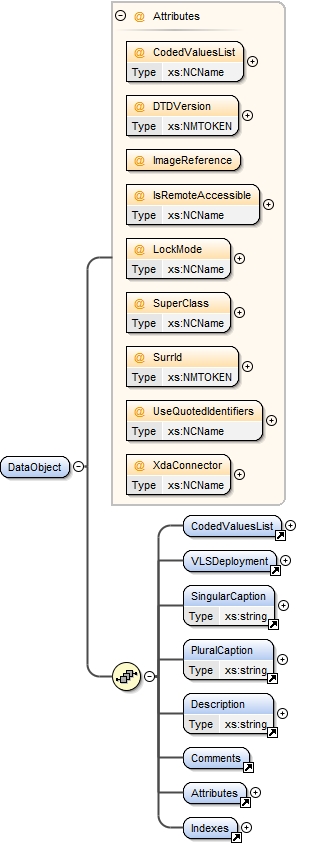 Attributes
@ CodedValuesList
Type xs:NCName
@ DTDVersion
Type xs:NMTOKEN
@ ImageReference
@ IsRemoteAccessible
Type xs:NCName
@ LockMode
Type xs:NCName
@ SuperClass
Type xs:NCName
@ SurrId
Type xs:NMTOKEN
@ UseQuotedIdentifiers
Type xs:NCName
@ XdaConnector
Type xs:NCName
DataObject
CodedValuesList
VLSDeployment
SingularCaption
Type xs:string
PluralCaption
Type xs:string
Description
Type xs:string
Comments
Attributes
Indexes